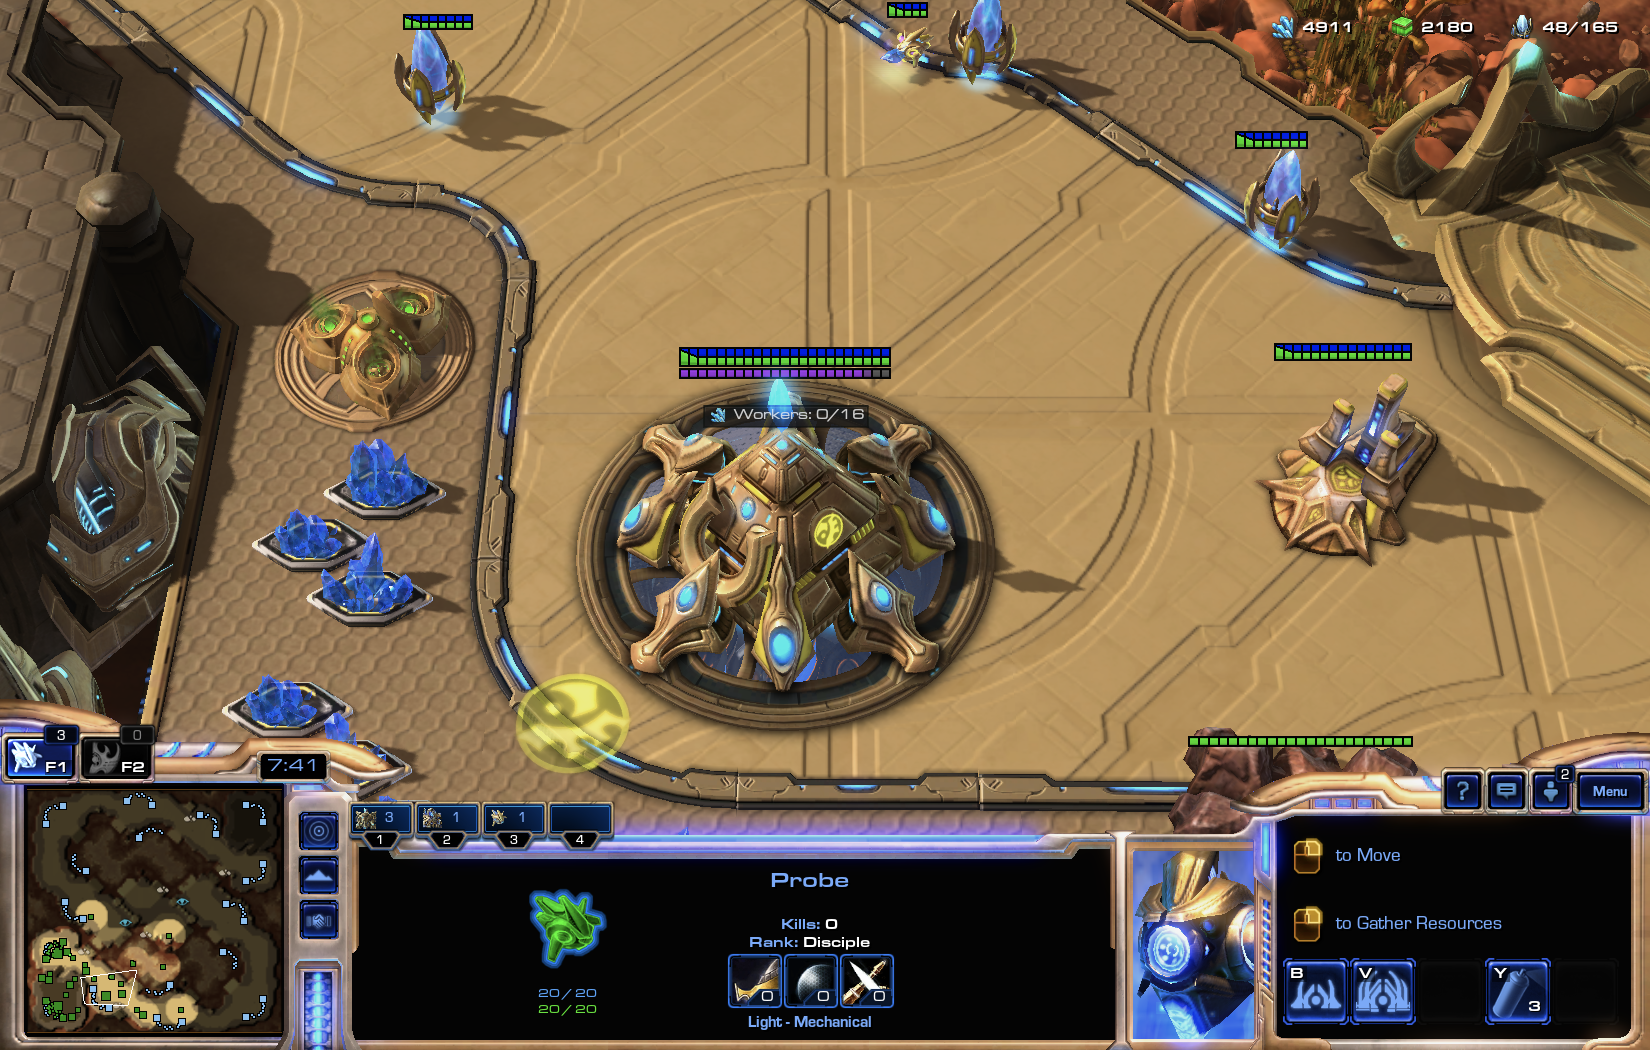 4911 2180 48/165
Workers: 0/16
3 0
F1 F2
7:41
2
? Menu
3 1 1
1 2 3 4
Probe
Kills: 0
Rank: Disciple
0 0 0
20/20
20/20
Light - Mechanical
to Move
to Gather Resources
B V Y
3